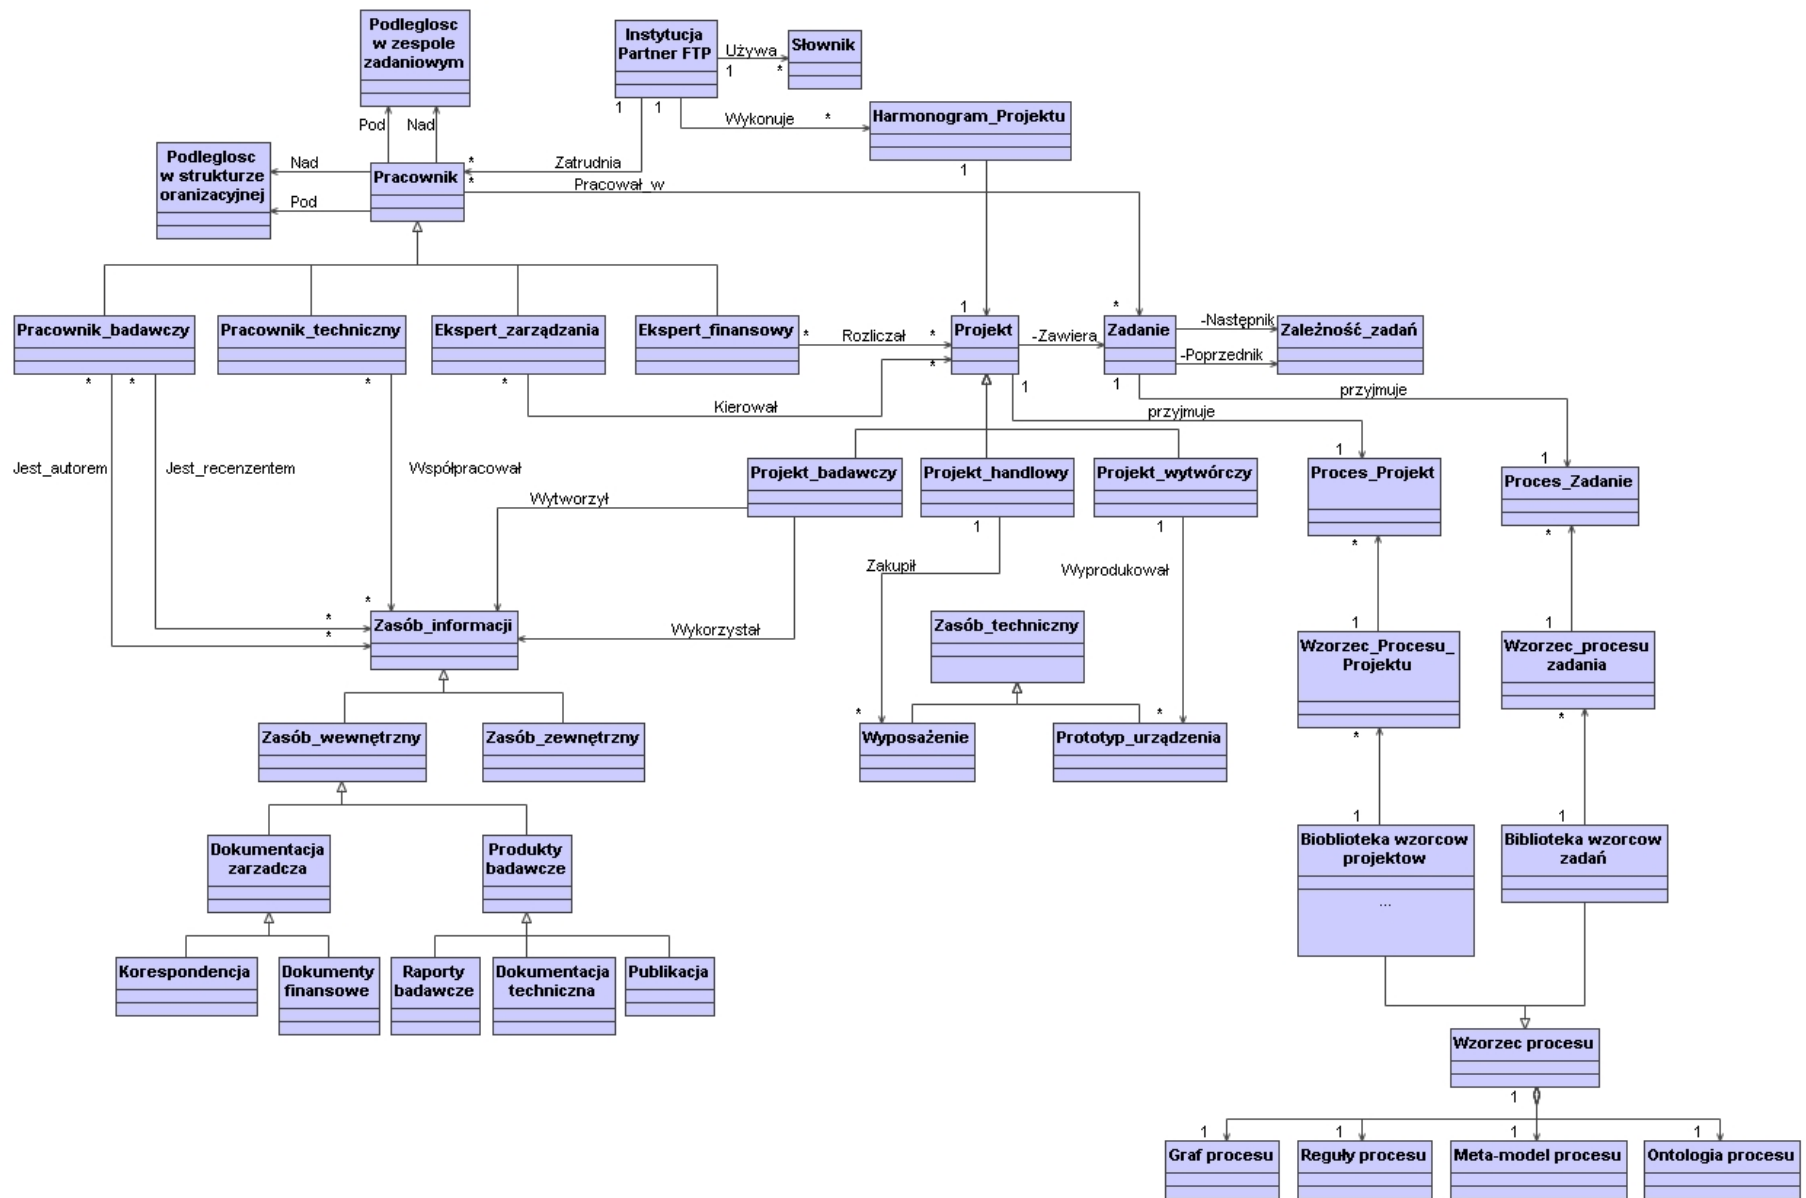 Podleglosc
w zespole
zadaniowym
Instytucja
Partner FTP
Używa
1
*
Słownik
1
1
Pod
Nad
Wykonuje
*
Harmonogram_Projektu
1
Podleglosc
w strukturze
oranizacyjnej
Nad
Pod
Pracownik
*
*
Zatrudnia
Pracował_w
Pracownik_badawczy
Pracownik_techniczny
Ekspert_zarządzania
Ekspert_finansowy
*
Rozliczał
*
*
1
Projekt
-Zawiera
*
Zadanie
-Następnik
-Poprzednik
Zależność_zadań
*
*
*
*
Kierował
1
1
przyjmuje
przyjmuje
Jest_autorem
Jest_recenzentem
Współpracował
Wytworzył
Projekt_badawczy
Projekt_handlowy
Projekt_wytwórczy
1
Proces_Projekt
1
Proces_Zadanie
1
1
*
*
Zakupił
Wyprodukował
*
*
*
Zasób_informacji
Wykorzystał
Zasób_techniczny
1
Wzorzec_Procesu_
Projektu
1
Wzorzec_procesu
zadania
*
*
*
*
Zasób_wewnętrzny
Zasób_zewnętrzny
Wyposażenie
Prototyp_urządzenia
1
1
Dokumentacja
zarzadcza
Produkty
badawcze
Bioblioteka wzorcow
projektow
...
Biblioteka wzorcow
zadań
Korespondencja
Dokumenty
finansowe
Raporty
badawcze
Dokumentacja
techniczna
Publikacja
Wzorzec procesu
1
1
1
1
1
Graf procesu
Reguły procesu
Meta-model procesu
Ontologia procesu